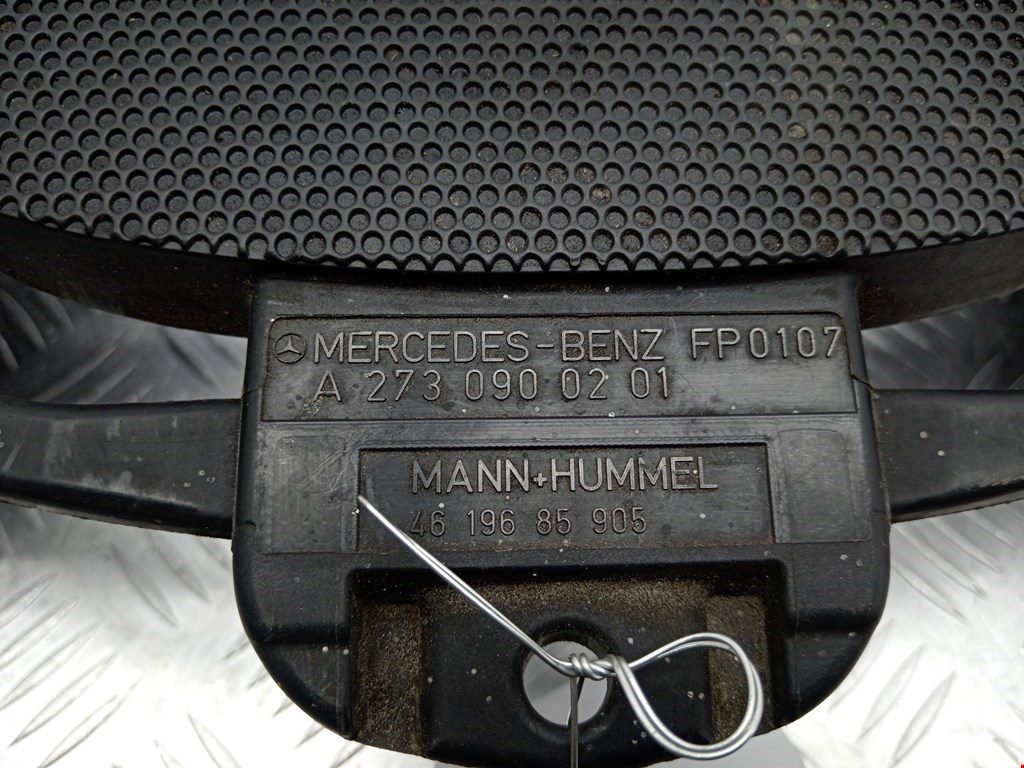 MERCEDES-BENZ FP0107
A 273 090 02 01
MANN+HUMMEL
46 196 85 905